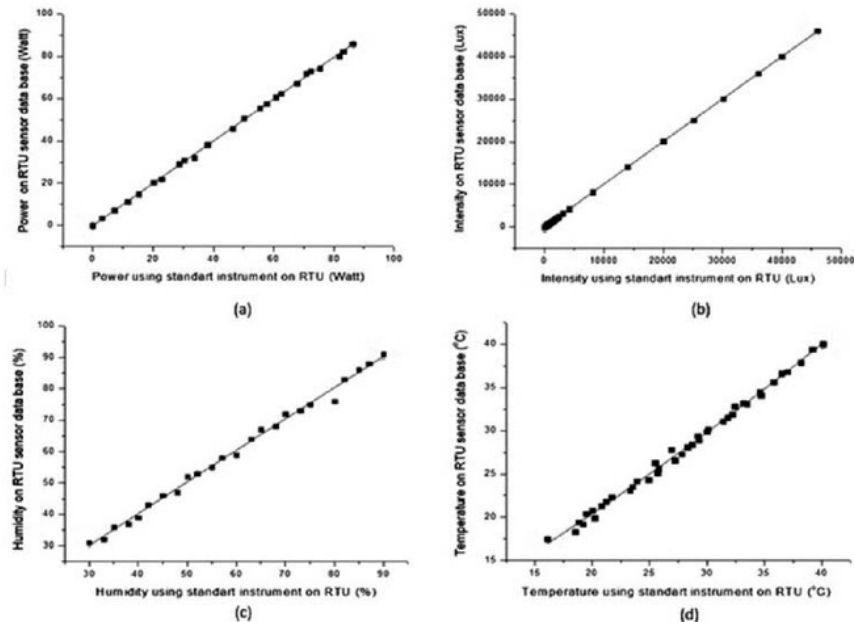 Power on RTU sensor data base (Watt)
80
60
40
20
0
0 20 40 60 80 100
Power using standart instrument on RTU (Watt)
(a)
Intensity on RTU sensor data base (Lux)
50000
40000
30000
20000
10000
0
0 10000 20000 30000 40000 50000
Intensity using standart instrument on RTU (Lux)
(b)
Humidity on RTU sensor data base (%)
100
90
80
70
60
50
40
30
30 40 50 60 70 80 90
Humidity using standart instrument on RTU (%)
(c)
Temperature on RTU sensor data base (°C)
40
35
30
25
20
15
15 20 25 30 35 40
Temperature using standart instrument on RTU (°C)
(d)